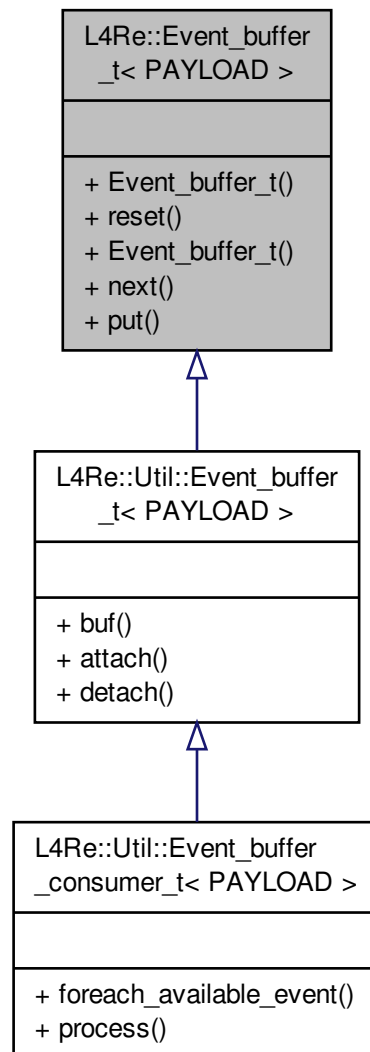 L4Re::Event_buffer
_t< PAYLOAD >
+ Event_buffer_t()
+ reset()
+ Event_buffer_t()
+ next()
+ put()
L4Re::Util::Event_buffer
_t< PAYLOAD >
+ buf()
+ attach()
+ detach()
L4Re::Util::Event_buffer
_consumer_t< PAYLOAD >
+ foreach_available_event()
+ process()